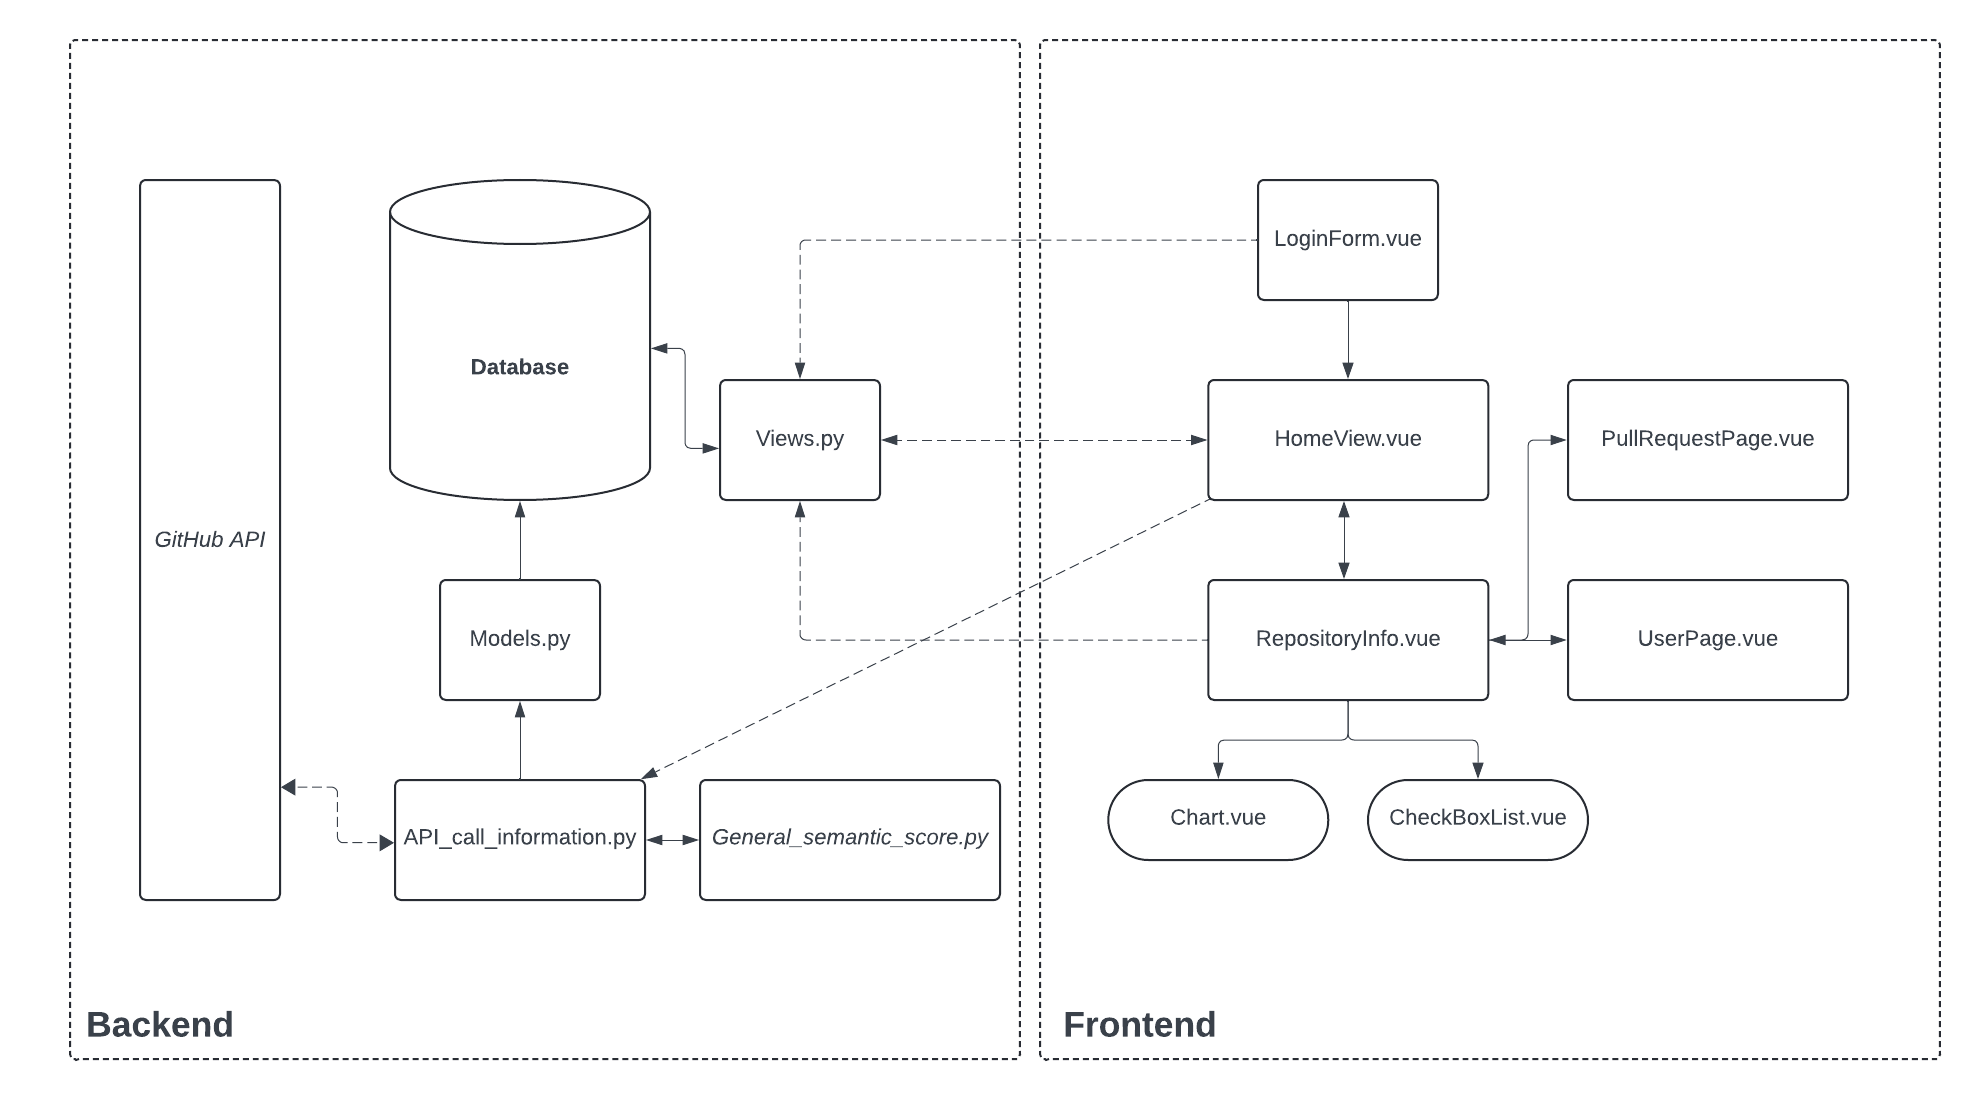 LoginForm.vue
Database
Views.py
HomeView.vue
PullRequestPage.vue
GitHub API
Models.py
RepositoryInfo.vue
UserPage.vue
API_call_information.py
General_semantic_score.py
Chart.vue
CheckBoxList.vue
Backend
Frontend